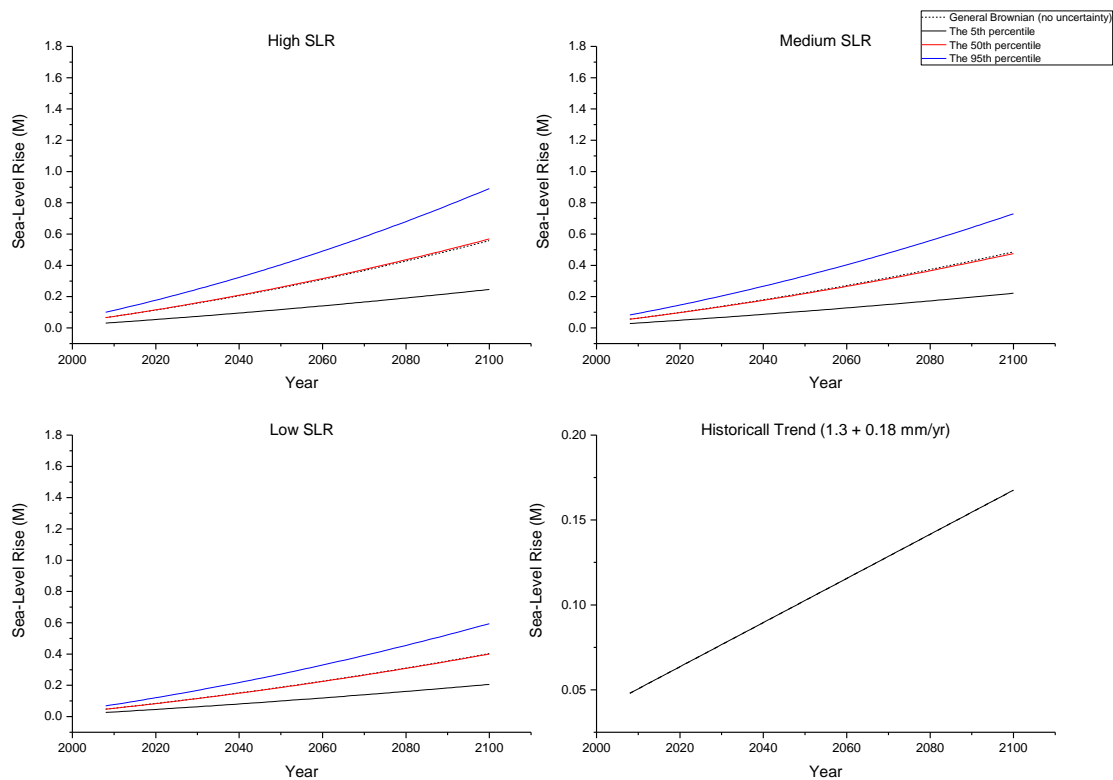 General Brownian (no uncertainty)
The 5th percentile
The 50th percentile
The 95th percentile
High SLR
1.8
1.6
1.4
1.2
1.0
0.8
0.6
0.4
0.2
0.0
Sea-Level Rise (M)
2000 2020 2040 2060 2080 2100
Year
Medium SLR
1.8
1.6
1.4
1.2
1.0
0.8
0.6
0.4
0.2
0.0
Sea-Level Rise (M)
2000 2020 2040 2060 2080 2100
Year
Low SLR
1.8
1.6
1.4
1.2
1.0
0.8
0.6
0.4
0.2
0.0
Sea-Level Rise (M)
2000 2020 2040 2060 2080 2100
Year
Historicall Trend (1.3 + 0.18 mm/yr)
0.20
0.15
0.10
0.05
Sea-Level Rise (M)
2000 2020 2040 2060 2080 2100
Year